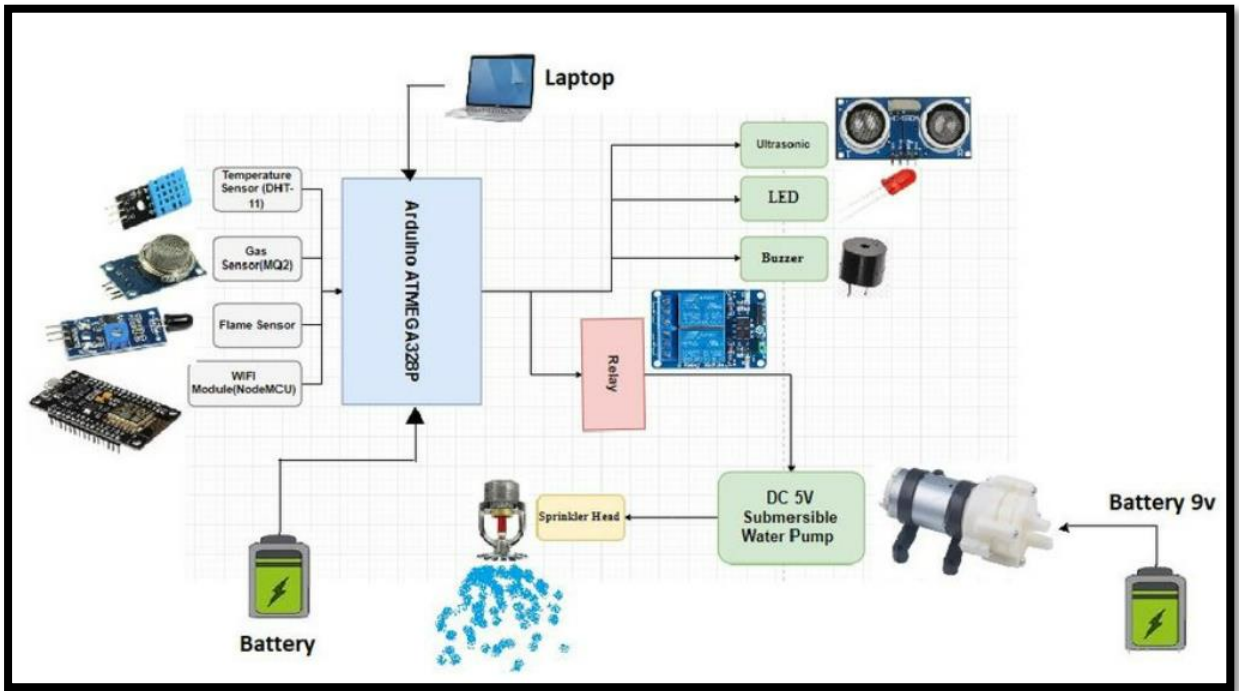 Laptop
Ultrasonic
LED
Buzzer
Temperature
Sensor (DHT-
11)
Gas
Sensor(MQ2)
Flame Sensor
WIFI
Module(NodeMCU)
Arduino ATMEGA328P
Relay
DC 5V
Submersible
Water Pump
Sprinkler Head
Battery 9v
Battery